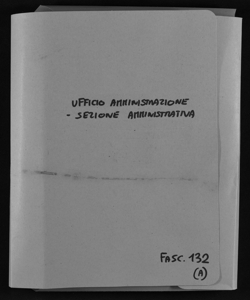 UFFICIO AMMINISTRAZIONE
- SEZIONE AMMINISTRATIVA
FASC. 132
(A)